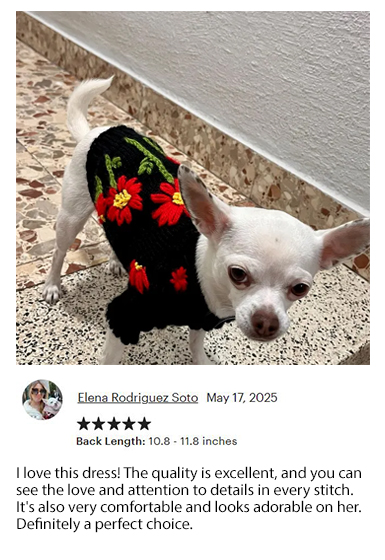 Elena Rodriguez Soto May 17, 2025
Back Length: 10.8 - 11.8 inches
I love this dress! The quality is excellent, and you can
see the love and attention to details in every stitch.
It's also very comfortable and looks adorable on her.
Definitely a perfect choice.